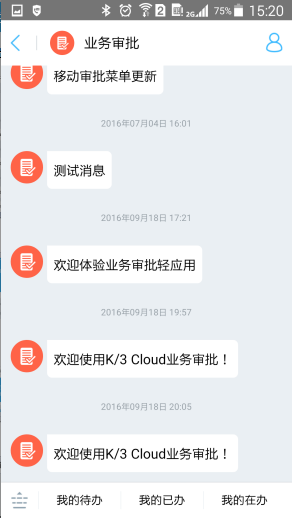 2G 75% 15:20
业务审批
移动审批菜单更新
2016年07月04日 16:01
测试消息
2016年09月18日 17:21
欢迎体验业务审批轻应用
2016年09月18日 19:57
欢迎使用K/3 Cloud业务审批！
2016年09月18日 20:05
欢迎使用K/3 Cloud业务审批！
我的待办 我的已办 我的在办